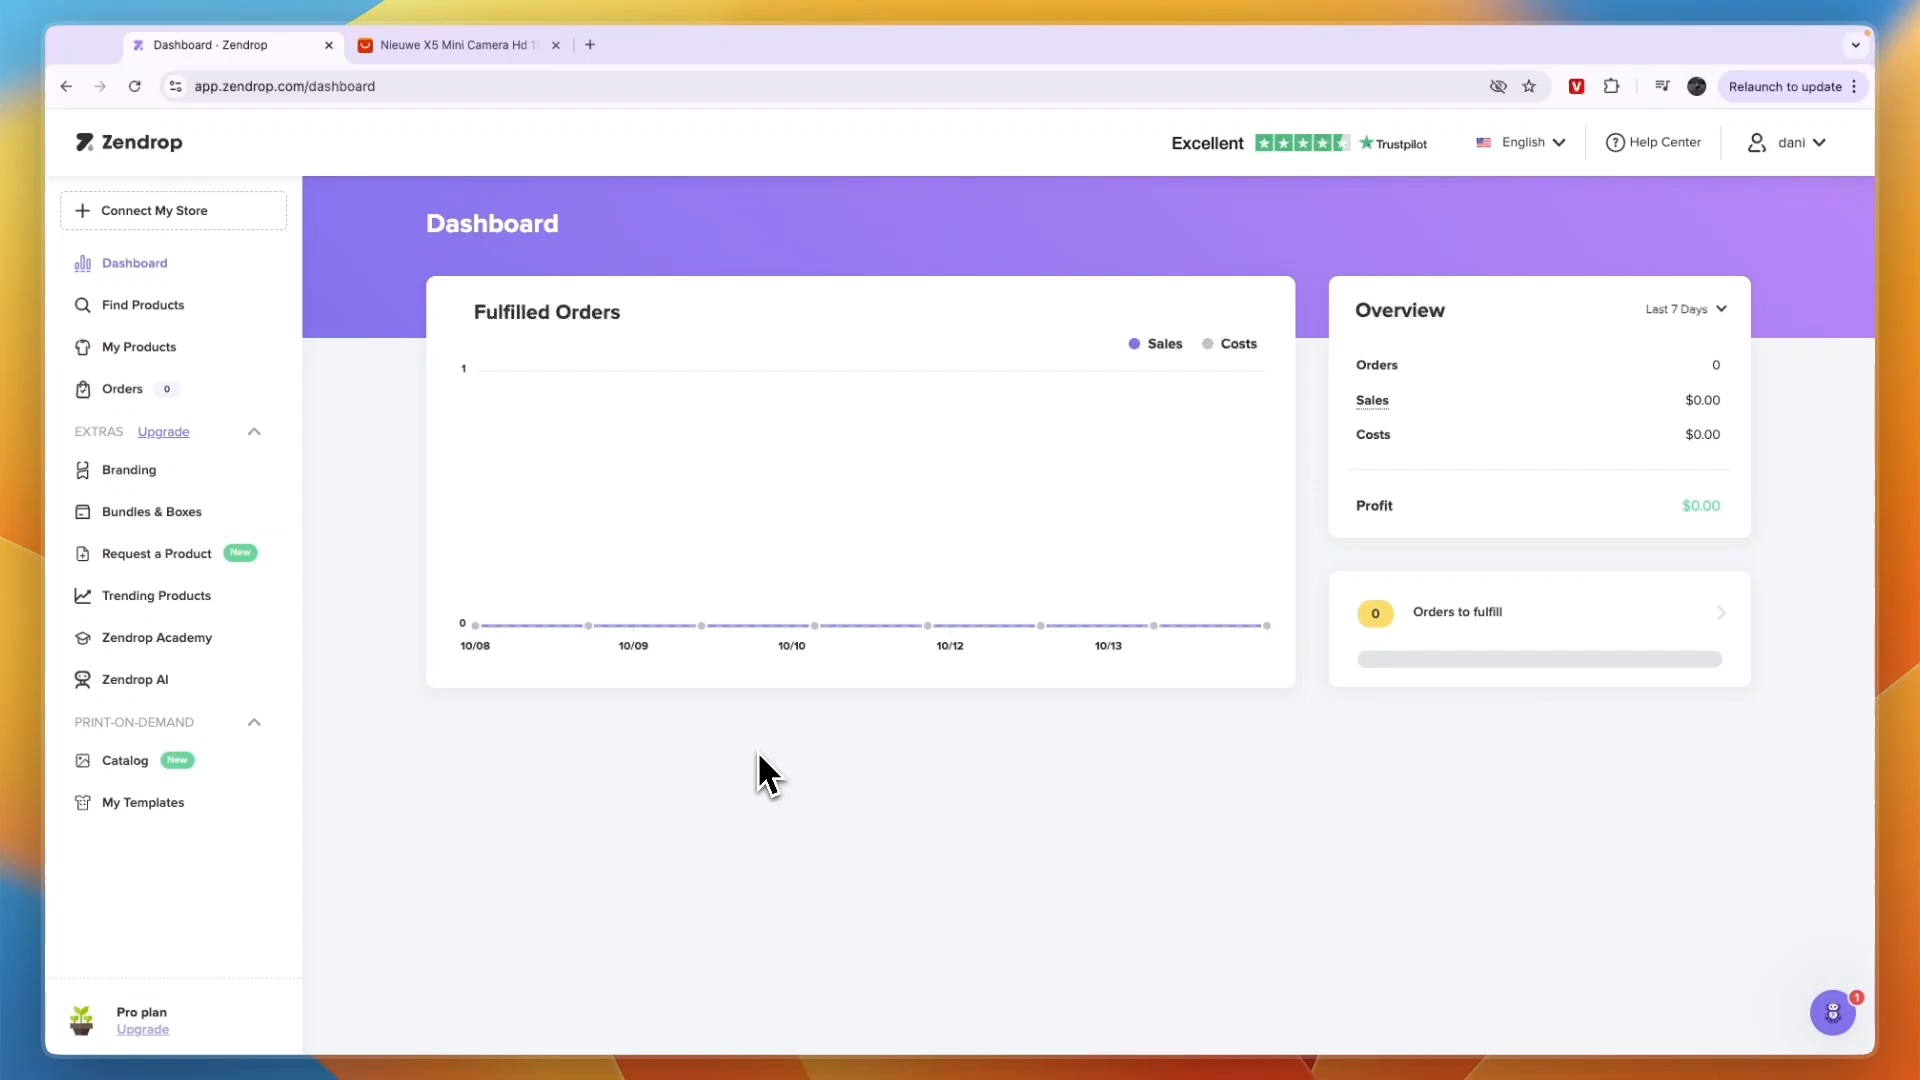 Dashboard · Zendrop
Nieuwe X5 Mini Camera Hd 1
app.zendrop.com/dashboard
Relaunch to update
Zendrop
Excellent
Trustpilot
English
Help Center
dani
Connect My Store
Dashboard
Find Products
My Products
Orders 0
EXTRAS Upgrade
Branding
Bundles & Boxes
Request a Product New
Trending Products
Zendrop Academy
Zendrop AI
PRINT-ON-DEMAND
Catalog New
My Templates
Pro plan
Upgrade
Dashboard
Fulfilled Orders
Sales Costs
1
0
10/08 10/09 10/10 10/12 10/13
Overview
Last 7 Days
Orders 0
Sales $0.00
Costs $0.00
Profit $0.00
0 Orders to fulfill
1